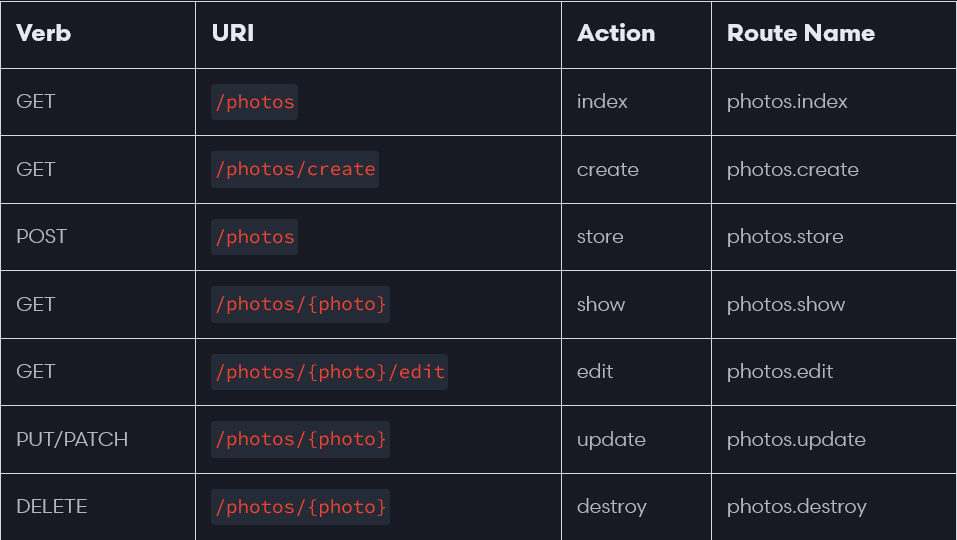 Verb URI Action Route Name
GET /photos index photos.index
GET /photos/create create photos.create
POST /photos store photos.store
GET /photos/{photo} show photos.show
GET /photos/{photo}/edit edit photos.edit
PUT/PATCH /photos/{photo} update photos.update
DELETE /photos/{photo} destroy photos.destroy